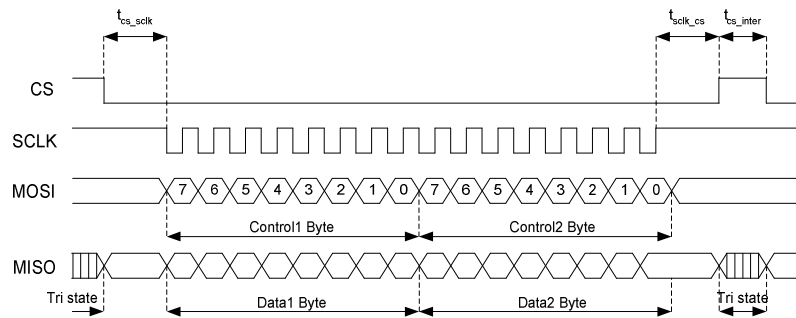 tcs_sclk tsclk_cs tcs_inter
CS
SCLK
MOSI 7 6 5 4 3 2 1 0 7 6 5 4 3 2 1 0
Control1 Byte Control2 Byte
MISO
Tri state Data1 Byte Data2 Byte Tri state